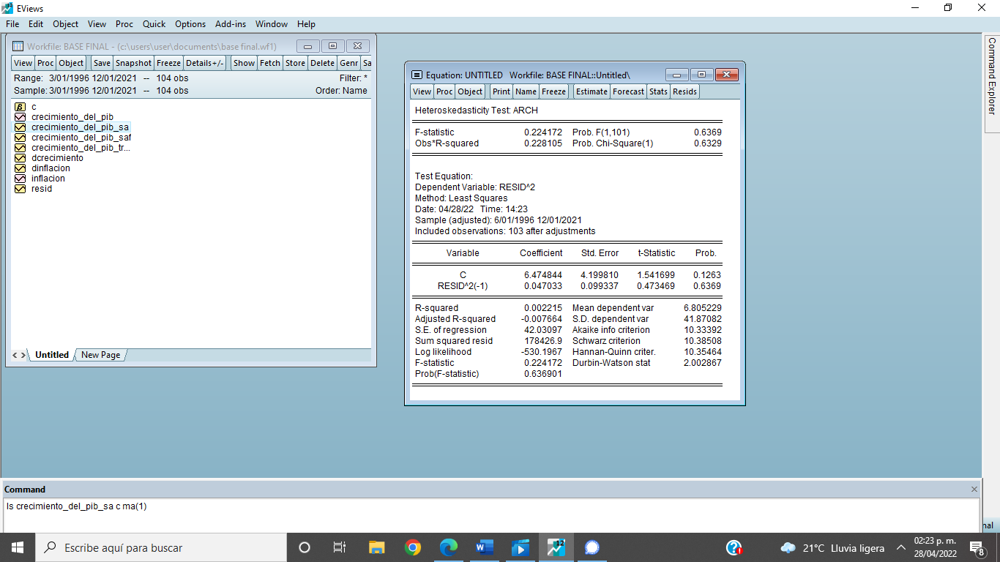 EViews
File Edit Object View Proc Quick Options Add-ins Window Help
Workfile: BASE FINAL - (c:\users\user\documents\base final.wf1)
View Proc Object Save Snapshot Freeze Details+/- Show Fetch Store Delete Genr Sa
Range: 3/01/1996 12/01/2021 -- 104 obs Filter: *
Sample: 3/01/1996 12/01/2021 -- 104 obs Order: Name
β c
crecimiento_del_pib
crecimiento_del_pib_sa
crecimiento_del_pib_saf
crecimiento_del_pib_tr...
dcrecimiento
dinflacion
inflacion
resid
< > Untitled New Page
Equation: UNTITLED Workfile: BASE FINAL::Untitled\
View Proc Object Print Name Freeze Estimate Forecast Stats Resids
Heteroskedasticity Test: ARCH
F-statistic 0.224172 Prob. F(1,101) 0.6369
Obs*R-squared 0.228105 Prob. Chi-Square(1) 0.6329
Test Equation:
Dependent Variable: RESID^2
Method: Least Squares
Date: 04/28/22 Time: 14:23
Sample (adjusted): 6/01/1996 12/01/2021
Included observations: 103 after adjustments
Variable Coefficient Std. Error t-Statistic Prob.
C 6.474844 4.199810 1.541699 0.1263
RESID^2(-1) 0.047033 0.099337 0.473469 0.6369
R-squared 0.002215 Mean dependent var 6.805229
Adjusted R-squared -0.007664 S.D. dependent var 41.87082
S.E. of regression 42.03097 Akaike info criterion 10.33392
Sum squared resid 178426.9 Schwarz criterion 10.38508
Log likelihood -530.1967 Hannan-Quinn criter. 10.35464
F-statistic 0.224172 Durbin-Watson stat 2.002867
Prob(F-statistic) 0.636901
Command Explorer
Command
ls crecimiento_del_pib_sa c ma(1)
nal
Escribe aquí para buscar
12
21°C Lluvia ligera
02:23 p. m.
28/04/2022
8